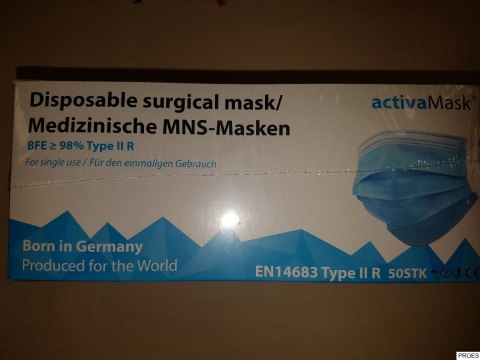 Disposable surgical mask/
Medizinische MNS-Masken
BFE ≥ 98% Type II R
For single use / Für den einmaligen Gebrauch
activaMask®
Born in Germany
Produced for the World
EN14683 Type II R 50STK
CE
PROES